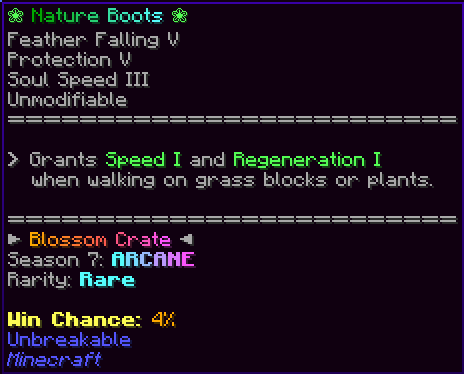 ❀ Nature Boots ❀
Feather Falling V
Protection V
Soul Speed III
Unmodifiable
==============================
> Grants Speed I and Regeneration I
when walking on grass blocks or plants.
==============================
► Blossom Crate ◄
Season 7: ARCANE
Rarity: Rare
Win Chance: 4%
Unbreakable
Minecraft